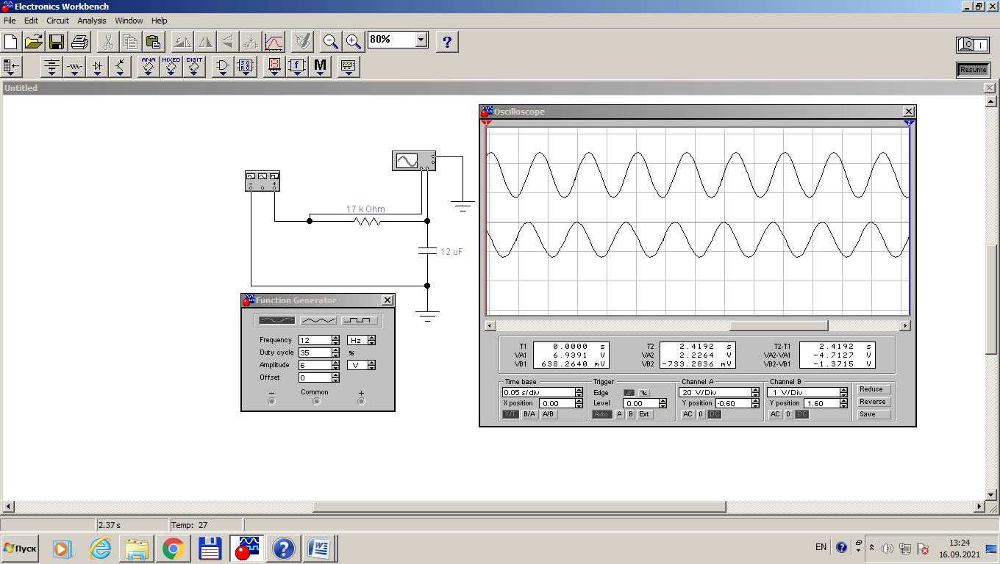 Electronics Workbench
File Edit Circuit Analysis Window Help
80% ?
ANA MIXED DIGIT f M
Resume
Untitled
Oscilloscope
1 2
17 k Ohm
12 uF
Function Generator
Frequency 12 Hz
Duty cycle 35 %
Amplitude 6 V
Offset 0
− Common +
T1 0.0000 s T2 2.4192 s T2-T1 2.4192 s
VA1 6.9391 V VA2 2.2264 V VA2-VA1 -4.7127 V
VB1 638.2640 mV VB2 -733.2836 mV VB2-VB1 -1.3715 V
Time base Trigger Channel A Channel B Reduce
0.05 s/div Edge 20 V/Div 1 V/Div
X position 0.00 Level 0.00 Y position -0.60 Y position 1.60 Reverse
Y/T B/A A/B Auto A B Ext AC 0 DC AC 0 DC Save
2.37 s Temp: 27
Пуск EN 13:24
16.09.2021